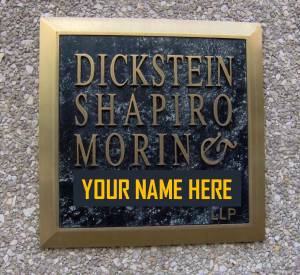 DICKSTEIN
SHAPIRO
MORIN &
YOUR NAME HERE
LLP